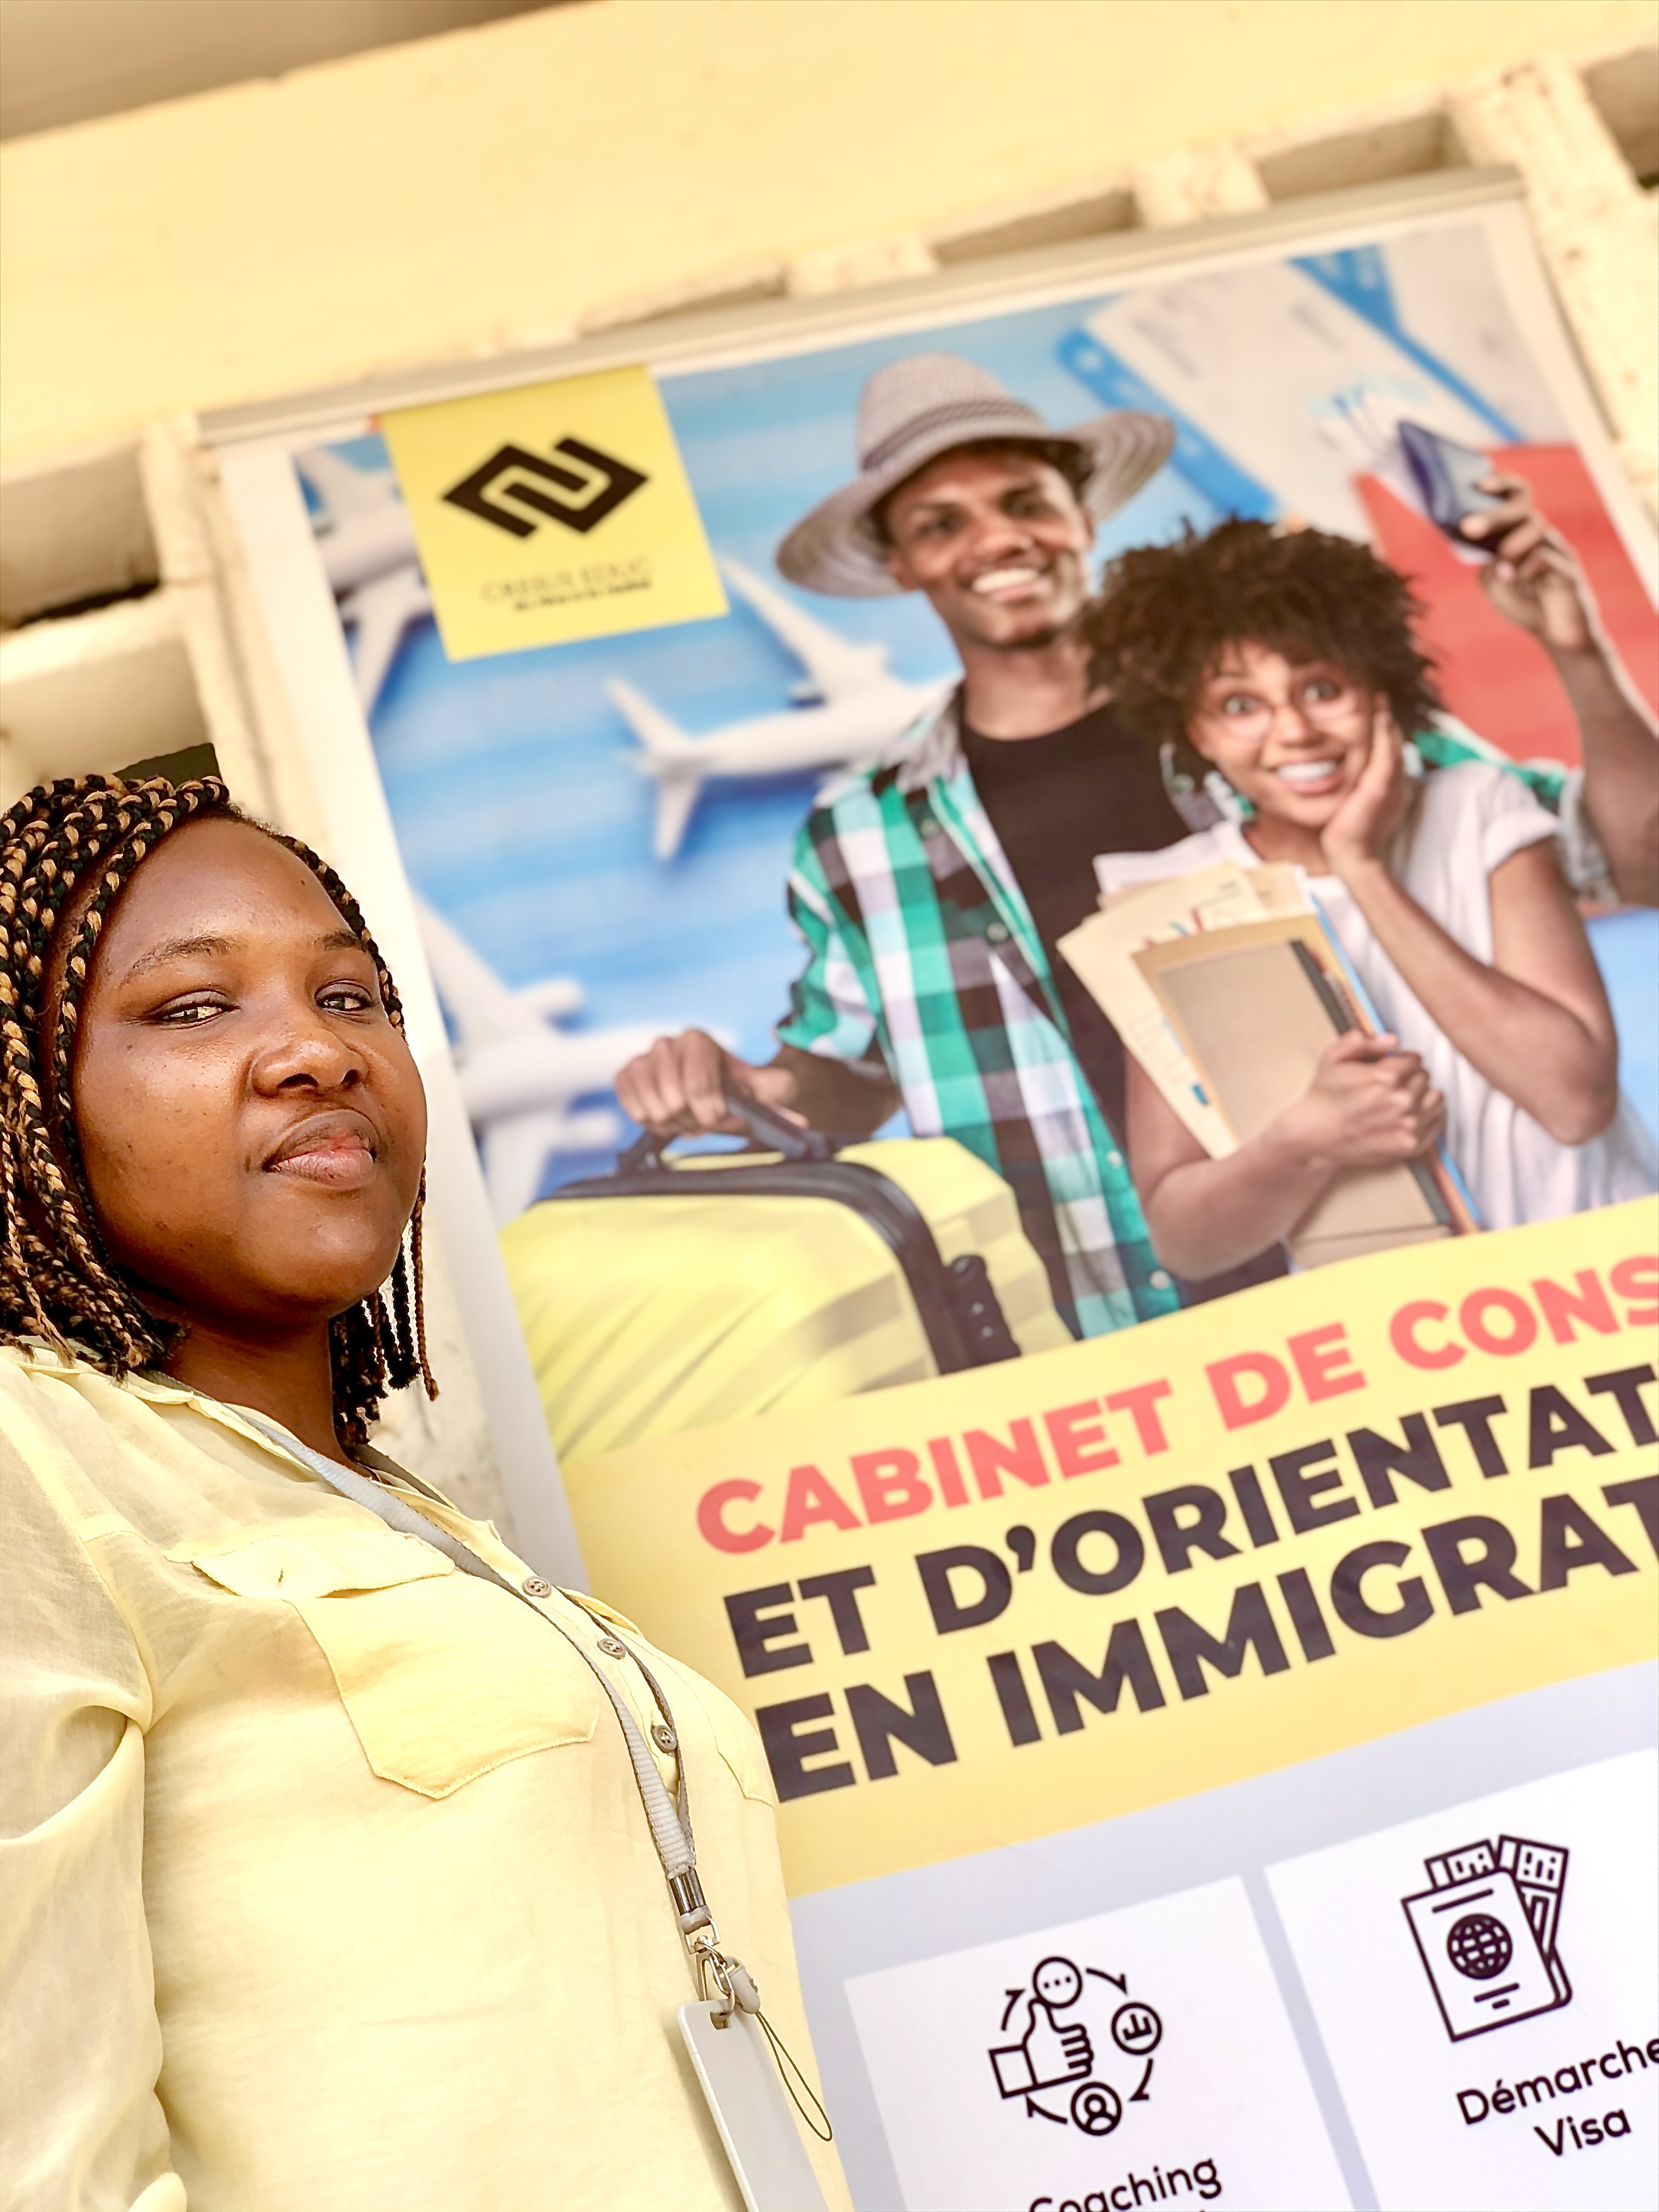 CABINET DE CONS
ET D'ORIENTAT
EN IMMIGRAT
Coaching
Démarche
Visa